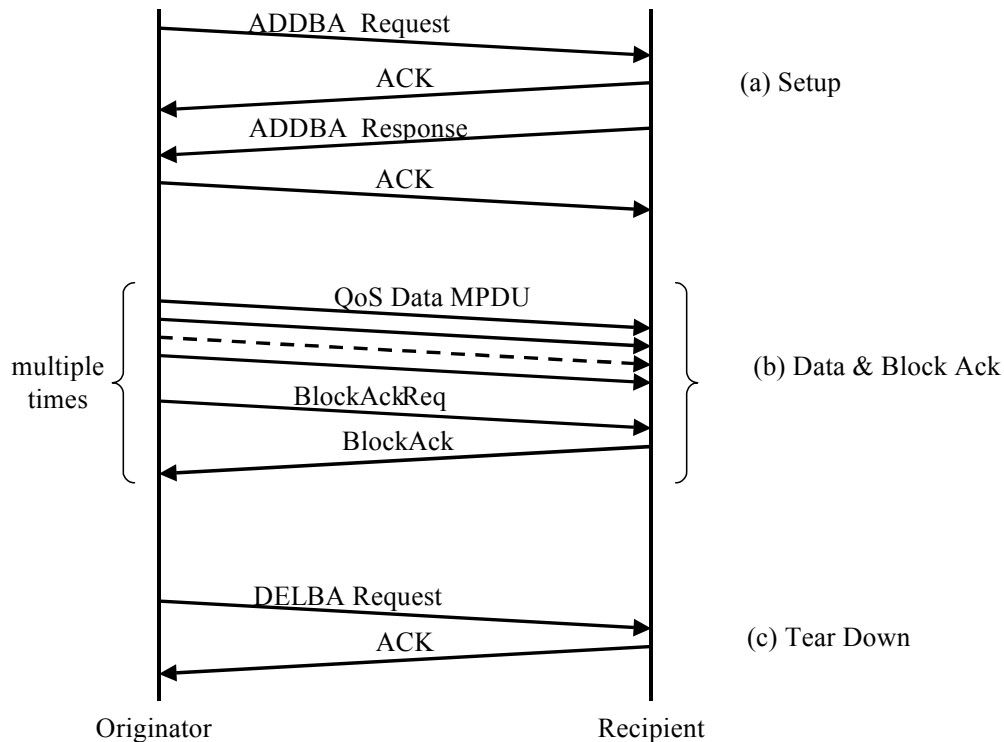 ADDBA Request
ACK
(a) Setup
ADDBA Response
ACK
QoS Data MPDU
multiple
times
(b) Data & Block Ack
BlockAckReq
BlockAck
DELBA Request
ACK
(c) Tear Down
Originator
Recipient